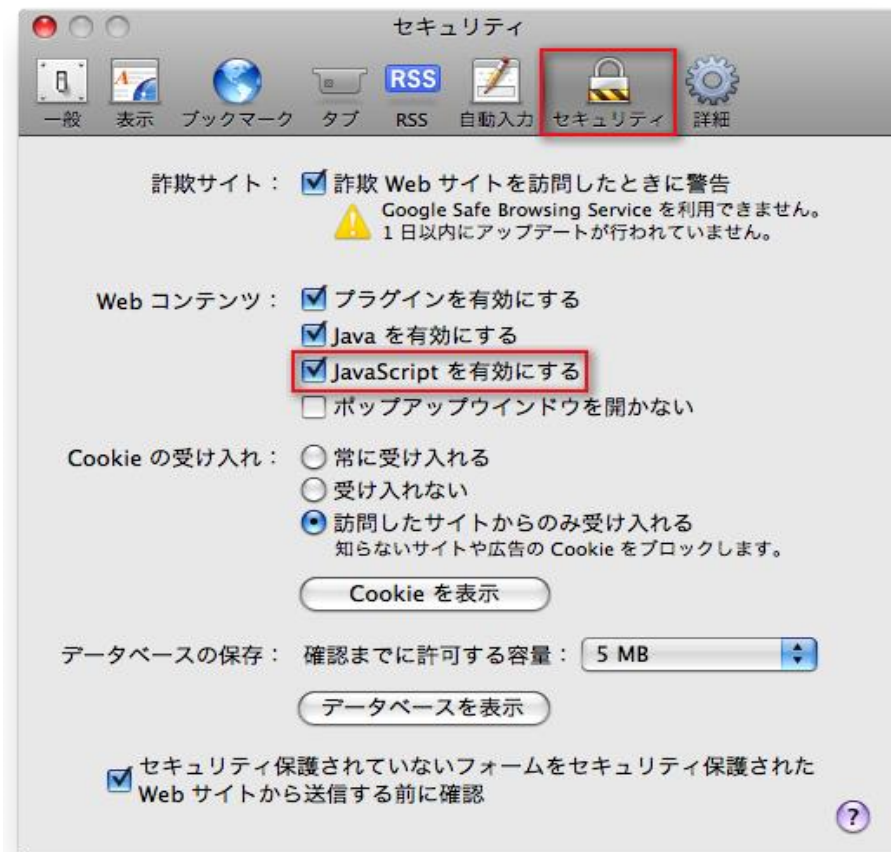 セキュリティ
一般 表示 ブックマーク タブ RSS 自動入力 セキュリティ 詳細
RSS
詐欺サイト： 詐欺 Web サイトを訪問したときに警告
Google Safe Browsing Service を利用できません。
1 日以内にアップデートが行われていません。
Web コンテンツ： プラグインを有効にする
Java を有効にする
JavaScript を有効にする
ポップアップウインドウを開かない
Cookie の受け入れ： 常に受け入れる
受け入れない
訪問したサイトからのみ受け入れる
知らないサイトや広告の Cookie をブロックします。
Cookie を表示
データベースの保存： 確認までに許可する容量： 5 MB
データベースを表示
セキュリティ保護されていないフォームをセキュリティ保護された
Web サイトから送信する前に確認
?